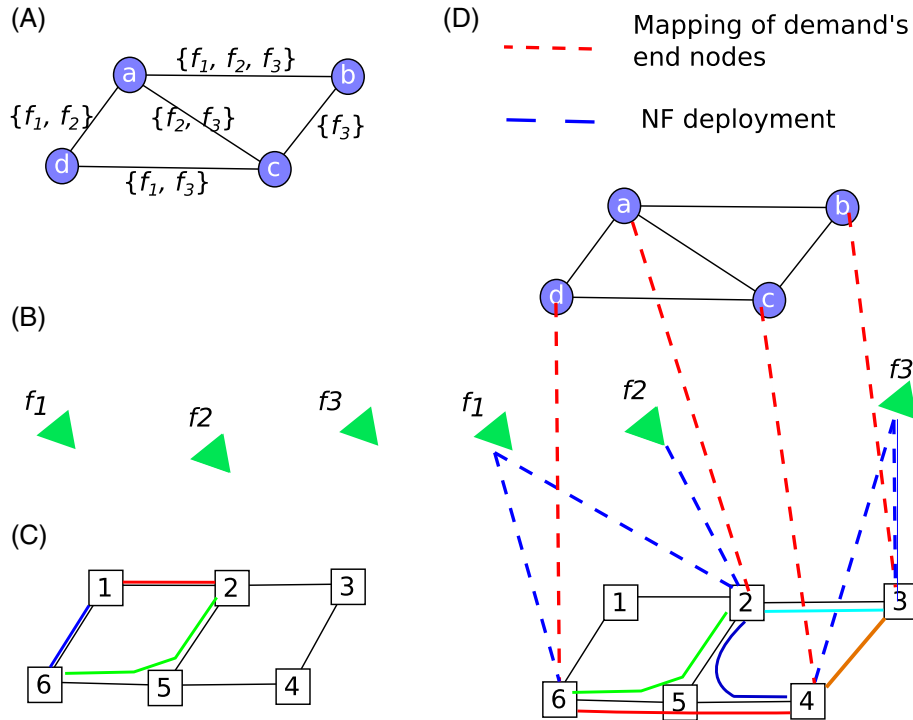 (A)
a
{f1, f2, f3}
b
{f1, f2}
{f2, f3}
{f3}
d
c
{f1, f3}
(B)
f1
f2
f3
(C)
1
2
3
6
5
4
(D)
Mapping of demand's
end nodes
NF deployment
a
b
d
c
f1
f2
f3
1
2
3
6
5
4